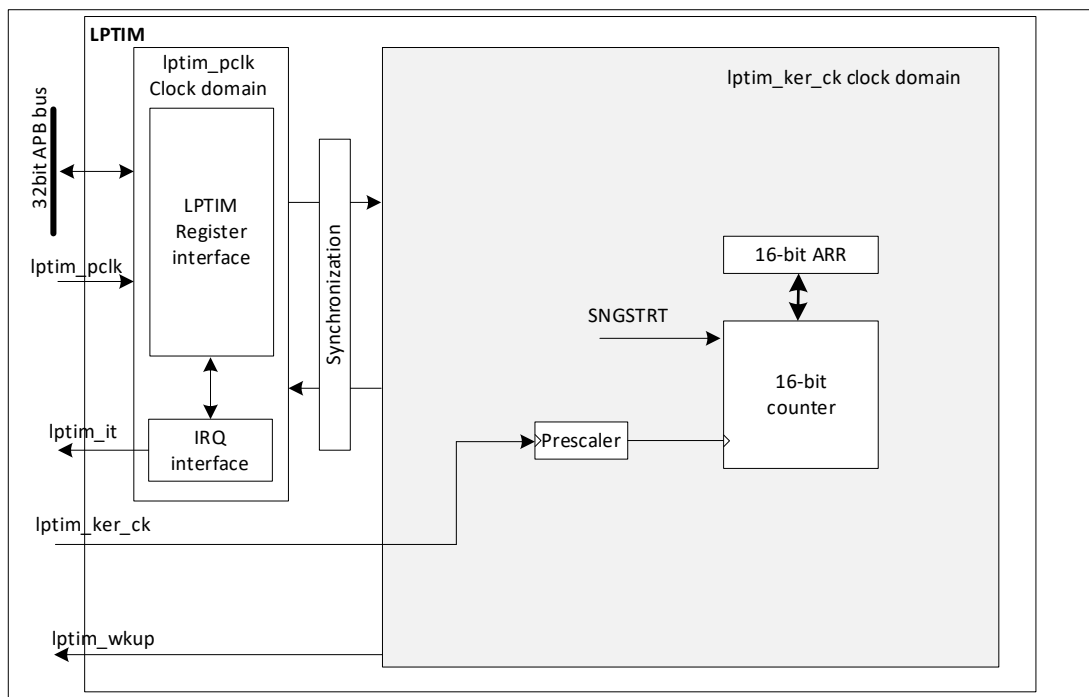 LPTIM
lptim_pclk
Clock domain
lptim_ker_ck clock domain
32bit APB bus
LPTIM
Register
interface
Synchronization
16-bit ARR
lptim_pclk
SNGSTRT
16-bit
counter
lptim_it
IRQ
interface
Prescaler
lptim_ker_ck
lptim_wkup